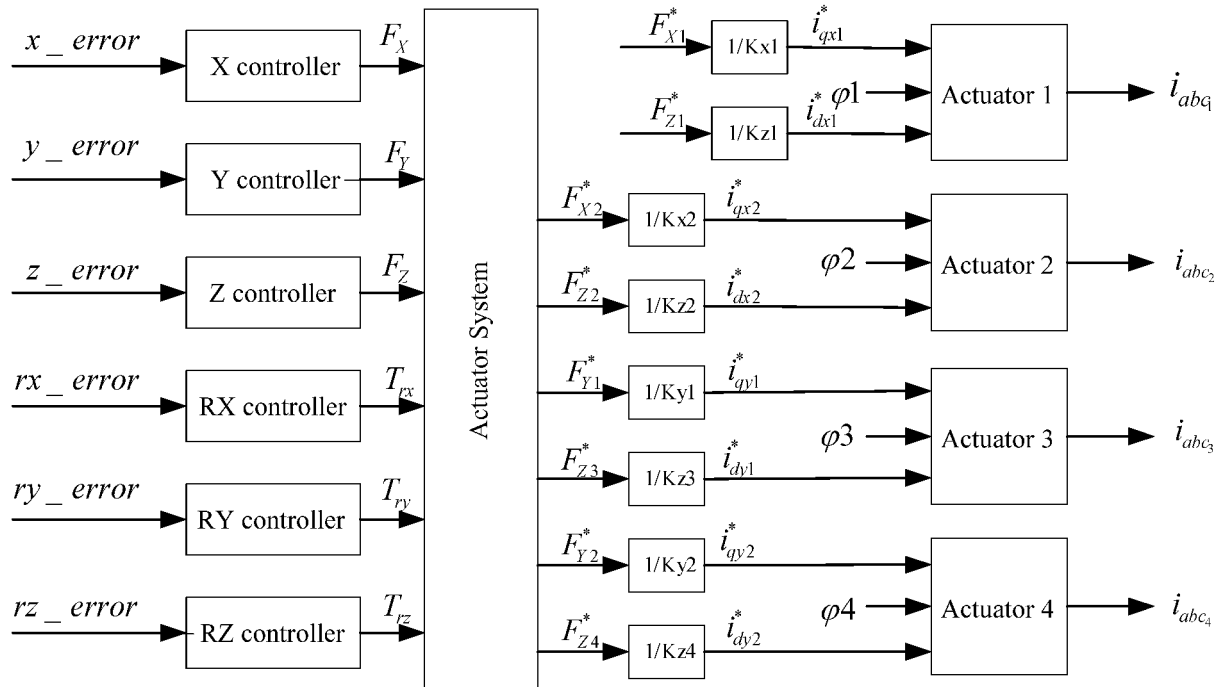 x _ error
X controller
F_X
y _ error
Y controller
F_Y
z _ error
Z controller
F_Z
rx _ error
RX controller
T_rx
ry _ error
RY controller
T_ry
rz _ error
RZ controller
T_rz
Actuator System
F*_X1
1/Kx1
i*_qx1
φ1
F*_Z1
1/Kz1
i*_dx1
Actuator 1
i_abc1
F*_X2
1/Kx2
i*_qx2
φ2
F*_Z2
1/Kz2
i*_dx2
Actuator 2
i_abc2
F*_Y1
1/Ky1
i*_qy1
φ3
F*_Z3
1/Kz3
i*_dy1
Actuator 3
i_abc3
F*_Y2
1/Ky2
i*_qy2
φ4
F*_Z4
1/Kz4
i*_dy2
Actuator 4
i_abc4